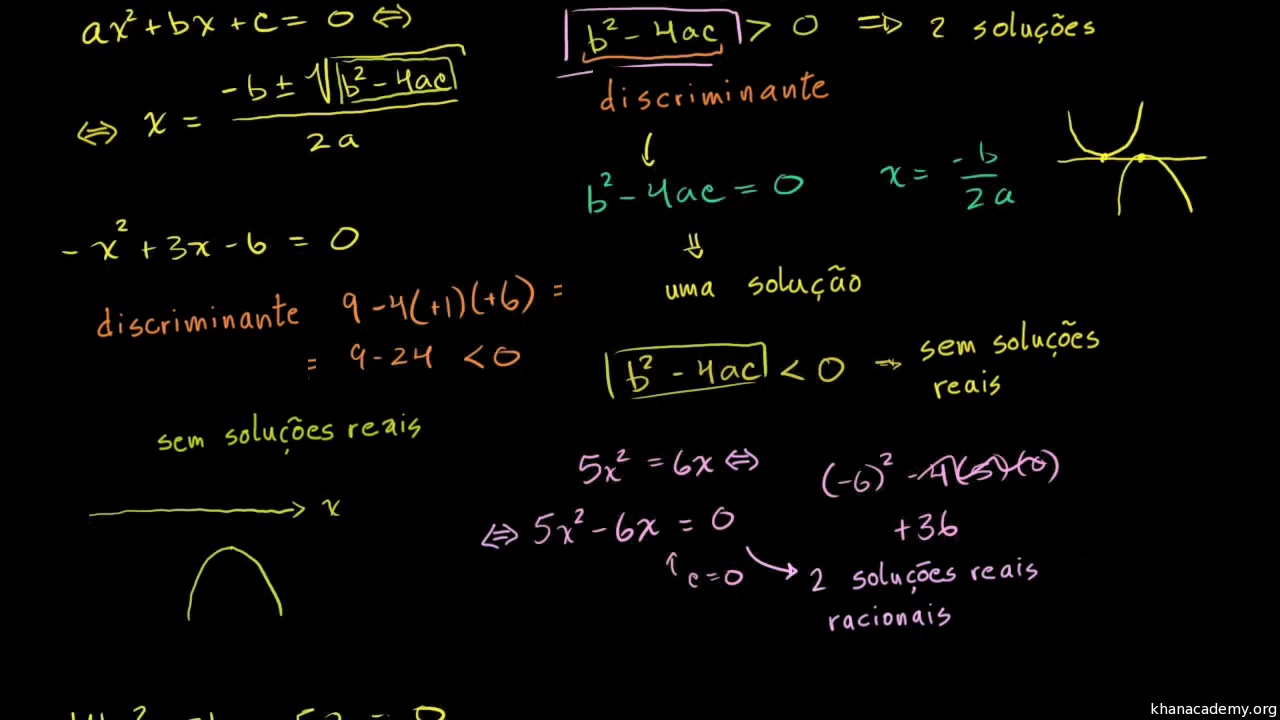 ax² + bx + c = 0 ⇔
⇔ x = (-b ± √(b² - 4ac)) / 2a
-x² + 3x - 6 = 0
discriminante 9 - 4(+1)(+6) =
= 9 - 24 < 0
sem soluções reais
x
b² - 4ac > 0 ⇒ 2 soluções
discriminante
b² - 4ac = 0 x = -b / 2a
⇓
uma solução
b² - 4ac < 0 → sem soluções
reais
5x² = 6x ⇔
(-6)² - 4(5)(0)
+36
⇔ 5x² - 6x = 0
↑ c = 0
2 soluções reais
racionais
khanacademy.org